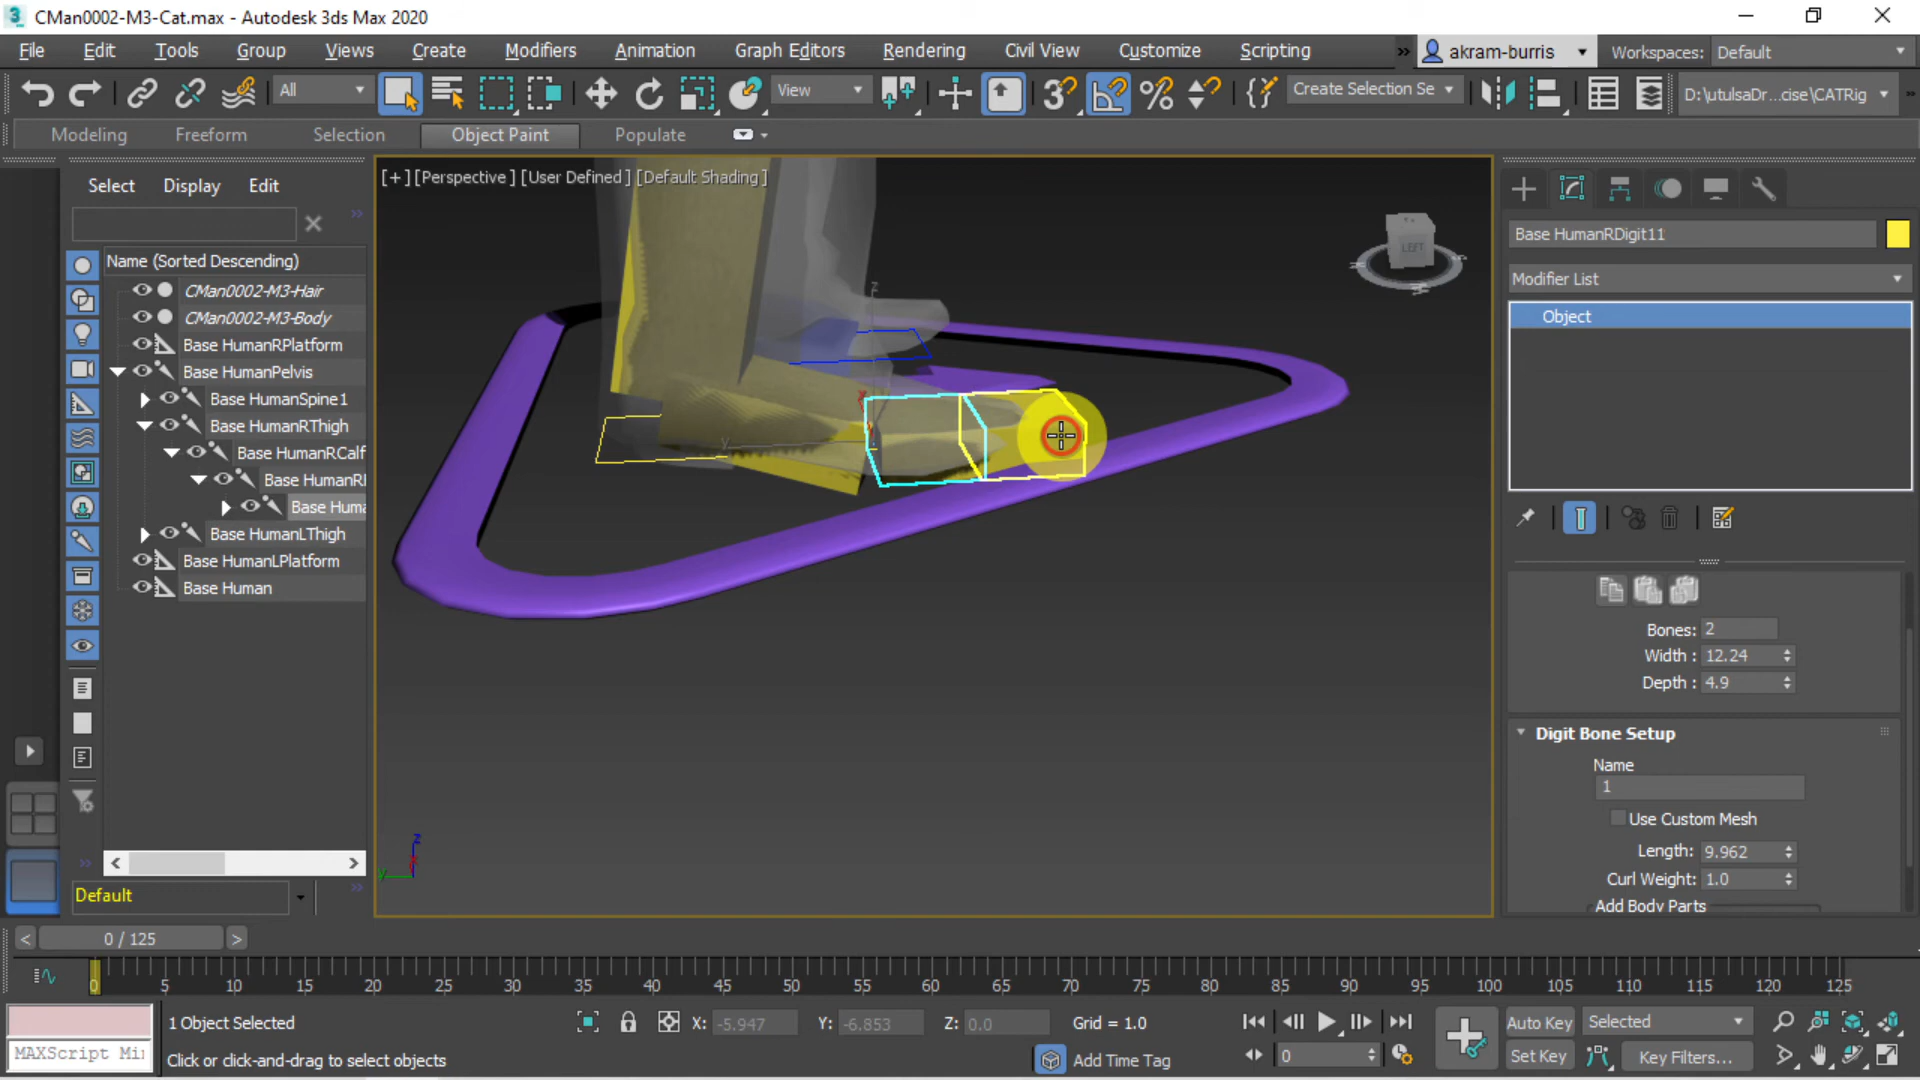 CMan0002-M3-Cat.max - Autodesk 3ds Max 2020
File Edit Tools Group Views Create Modifiers Animation Graph Editors Rendering Civil View Customize Scripting akram-burris Workspaces: Default
All View Create Selection Se D:\utulsaDr...cise\CATRig
Modeling Freeform Selection Object Paint Populate
Select Display Edit
[+] [Perspective ] [User Defined ] [Default Shading ]
LEFT
Name (Sorted Descending)
CMan0002-M3-Hair
CMan0002-M3-Body
Base HumanRPlatform
Base HumanPelvis
Base HumanSpine1
Base HumanRThigh
Base HumanRCalf
Base HumanRI
Base Huma
Base HumanLThigh
Base HumanLPlatform
Base Human
Default
Base HumanRDigit11
Modifier List
Object
Bones: 2
Width : 12.24
Depth : 4.9
Digit Bone Setup
Name
1
Use Custom Mesh
Length: 9.962
Curl Weight: 1.0
Add Body Parts
z
x
y
z
y
< 0 / 125 >
0 5 10 15 20 25 30 35 40 45 50 55 60 65 70 75 80 85 90 95 100 105 110 115 120 125
1 Object Selected X: -5.947 Y: -6.853 Z: 0.0 Grid = 1.0 Auto Key Selected
MAXScript Mi Click or click-and-drag to select objects Add Time Tag 0 Set Key Key Filters...